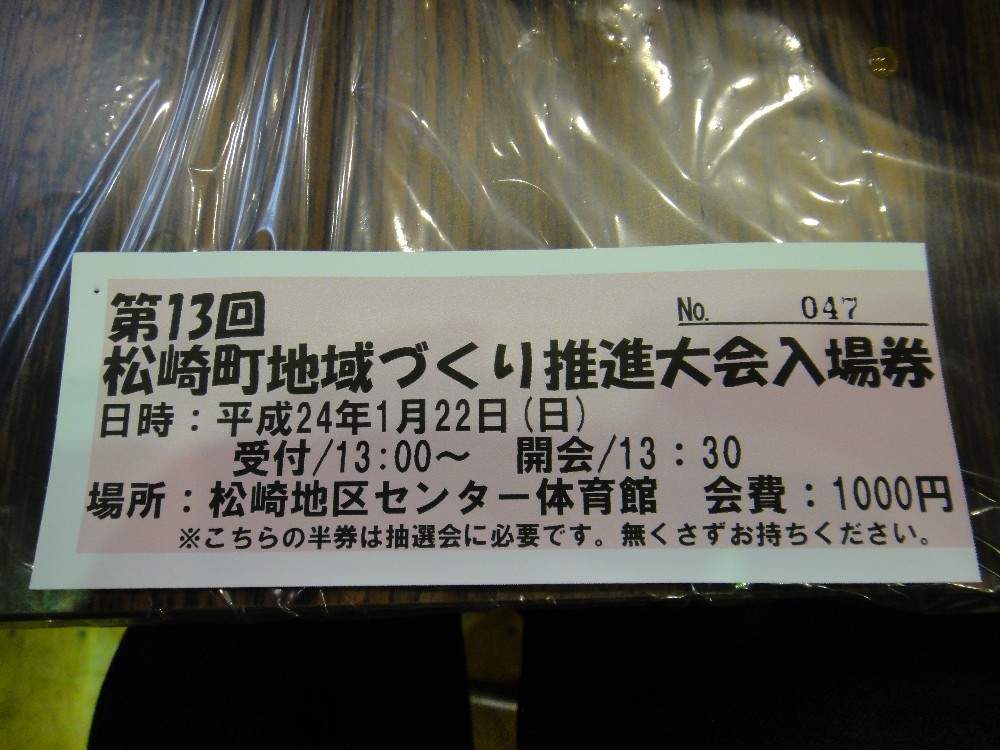 第13回
No. 047
松崎町地域づくり推進大会入場券
日時：平成24年1月22日(日)
受付/13:00〜 開会/13：30
場所：松崎地区センター体育館 会費：1000円
※こちらの半券は抽選会に必要です。無くさずお持ちください。